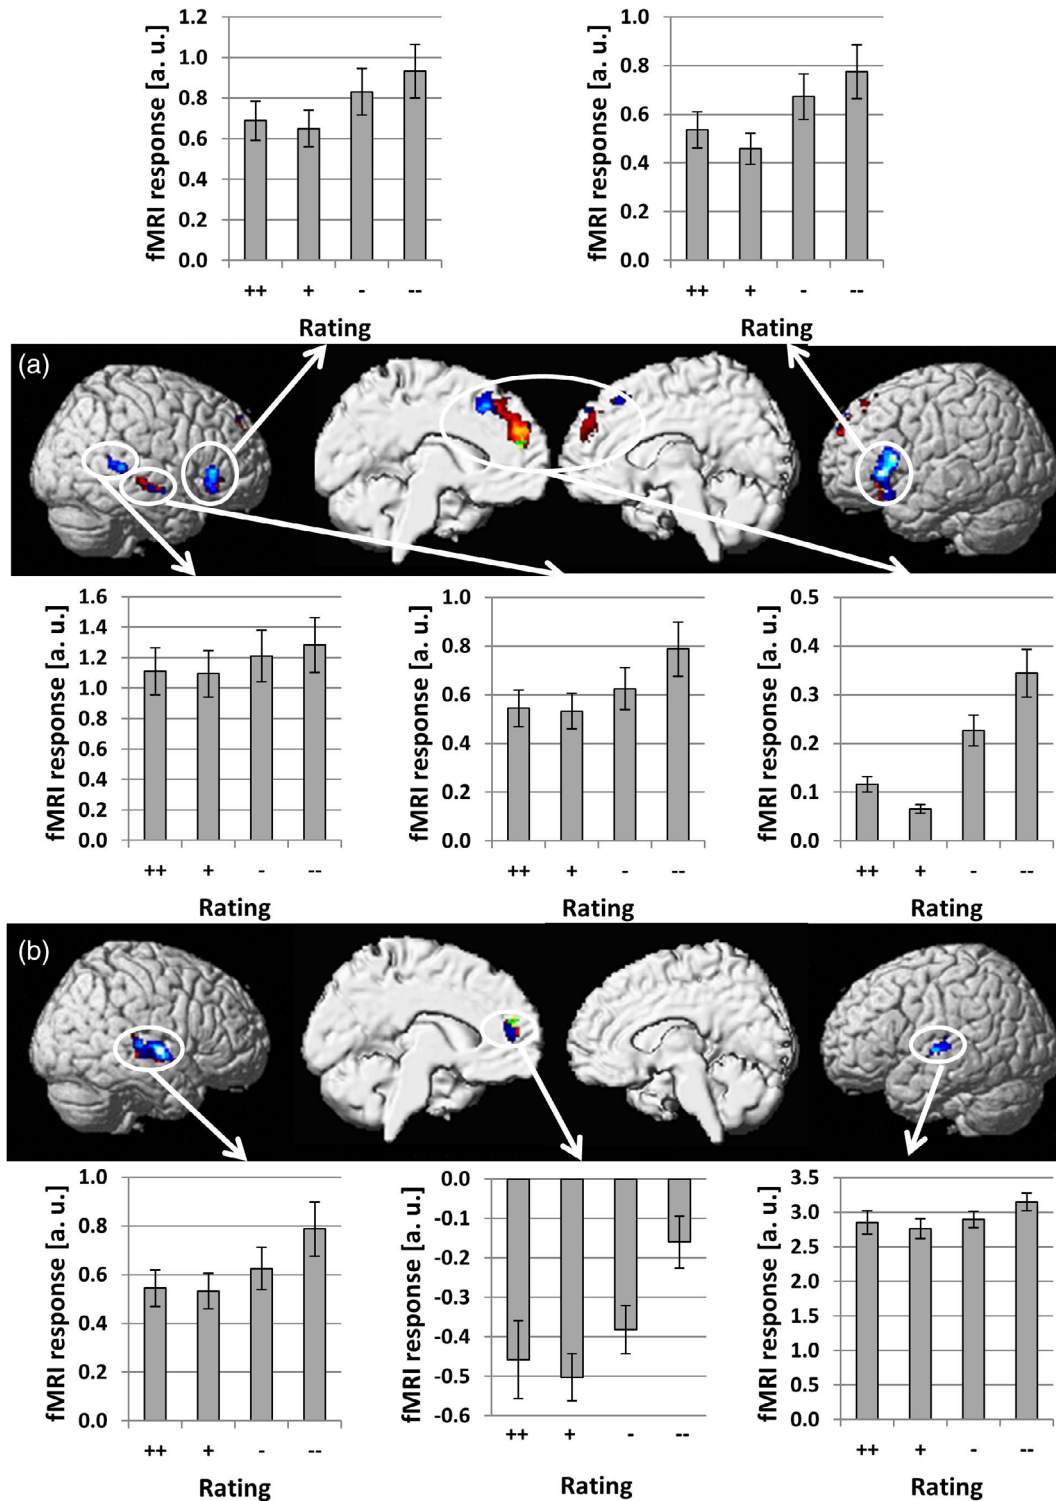 fMRI response [a. u.]
1.2
1.0
0.8
0.6
0.4
0.2
0.0
++ + - --
Rating
fMRI response [a. u.]
1.0
0.8
0.6
0.4
0.2
0.0
++ + - --
Rating
(a)
fMRI response [a. u.]
1.6
1.4
1.2
1.0
0.8
0.6
0.4
0.2
0.0
++ + - --
Rating
fMRI response [a. u.]
1.0
0.8
0.6
0.4
0.2
0.0
++ + - --
Rating
fMRI response [a. u.]
0.5
0.4
0.3
0.2
0.1
0.0
++ + - --
Rating
(b)
fMRI response [a. u.]
1.0
0.8
0.6
0.4
0.2
0.0
++ + - --
Rating
fMRI response [a. u.]
0.0
-0.1
-0.2
-0.3
-0.4
-0.5
-0.6
++ + - --
Rating
fMRI response [a. u.]
3.5
3.0
2.5
2.0
1.5
1.0
0.5
0.0
++ + - --
Rating